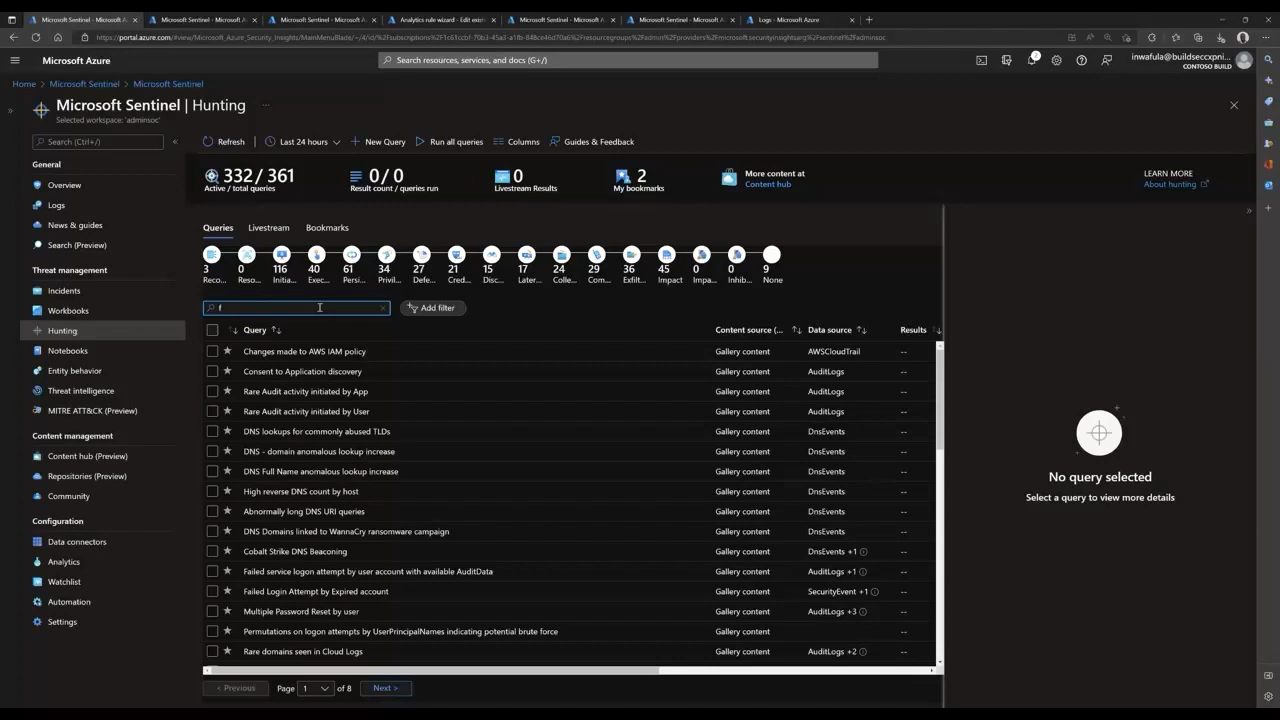 Microsoft Sentinel - Microsoft A
Microsoft Sentinel - Microsoft A
Microsoft Sentinel - Microsoft A
Analytics rule wizard - Edit exist
Microsoft Sentinel - Microsoft A
Microsoft Sentinel - Microsoft A
Logs - Microsoft Azure
Microsoft Azure
Search resources, services, and docs (G+/)
1
inwafula@buildseccxpni...
CONTOSO BUILD
Home > Microsoft Sentinel > Microsoft Sentinel
Microsoft Sentinel | Hunting ...
Selected workspace: 'adminsoc'
Search (Ctrl+/)
Refresh
Last 24 hours
New Query
Run all queries
Columns
Guides & Feedback
General
Overview
Logs
News & guides
Search (Preview)
Threat management
Incidents
Workbooks
Hunting
Notebooks
Entity behavior
Threat intelligence
MITRE ATT&CK (Preview)
Content management
Content hub (Preview)
Repositories (Preview)
Community
Configuration
Data connectors
Analytics
Watchlist
Automation
Settings
332 / 361
Active / total queries
0 / 0
Result count / queries run
0
Livestream Results
2
My bookmarks
More content at
Content hub
LEARN MORE
About hunting
Queries
Livestream
Bookmarks
3 0 116 40 61 34 27 21 15 17 24 29 36 45 0 0 9
Reco... Reso... Initia... Exec... Persi... Privil... Defe... Cred... Disc... Later... Colle... Com... Exfilt... Impact Impa... Inhib... None
f
Add filter
Query Content source (... Data source Results
Changes made to AWS IAM policy Gallery content AWSCloudTrail --
Consent to Application discovery Gallery content AuditLogs --
Rare Audit activity initiated by App Gallery content AuditLogs --
Rare Audit activity initiated by User Gallery content AuditLogs --
DNS lookups for commonly abused TLDs Gallery content DnsEvents --
DNS - domain anomalous lookup increase Gallery content DnsEvents --
DNS Full Name anomalous lookup increase Gallery content DnsEvents --
High reverse DNS count by host Gallery content DnsEvents --
Abnormally long DNS URI queries Gallery content DnsEvents --
DNS Domains linked to WannaCry ransomware campaign Gallery content DnsEvents --
Cobalt Strike DNS Beaconing Gallery content DnsEvents +1 --
Failed service logon attempt by user account with available AuditData Gallery content AuditLogs +1 --
Failed Login Attempt by Expired account Gallery content SecurityEvent +1 --
Multiple Password Reset by user Gallery content AuditLogs +3 --
Permutations on logon attempts by UserPrincipalNames indicating potential brute force Gallery content --
Rare domains seen in Cloud Logs Gallery content AuditLogs +2 --
< Previous Page 1 of 8 Next >
No query selected
Select a query to view more details